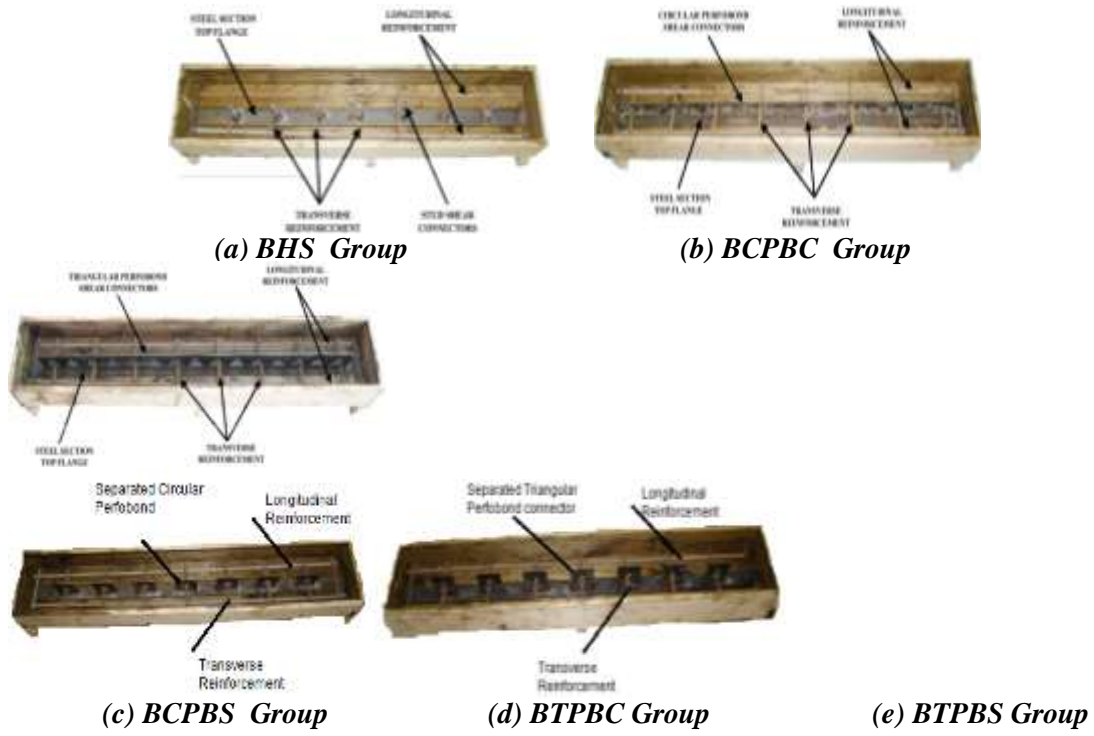 STEEL SECTION
TOP FLANGE
LONGITUDINAL
REINFORCEMENT
TRANSVERSE
REINFORCEMENT
STUD SHEAR
CONNECTORS
(a) BHS Group
CIRCULAR PERFOBOND
SHEAR CONNECTORS
LONGITUDINAL
REINFORCEMENT
STEEL SECTION
TOP FLANGE
TRANSVERSE
REINFORCEMENT
(b) BCPBC Group
TRIANGULAR PERFOBOND
SHEAR CONNECTORS
LONGITUDINAL
REINFORCEMENT
STEEL SECTION
TOP FLANGE
TRANSVERSE
REINFORCEMENT
Separated Circular
Perfobond
Longitudinal
Reinforcement
Transverse
Reinforcement
Separated Triangular
Perfobond connector
Longitudinal
Reinforcement
Transverse
Reinforcement
(c) BCPBS Group
(d) BTPBC Group
(e) BTPBS Group